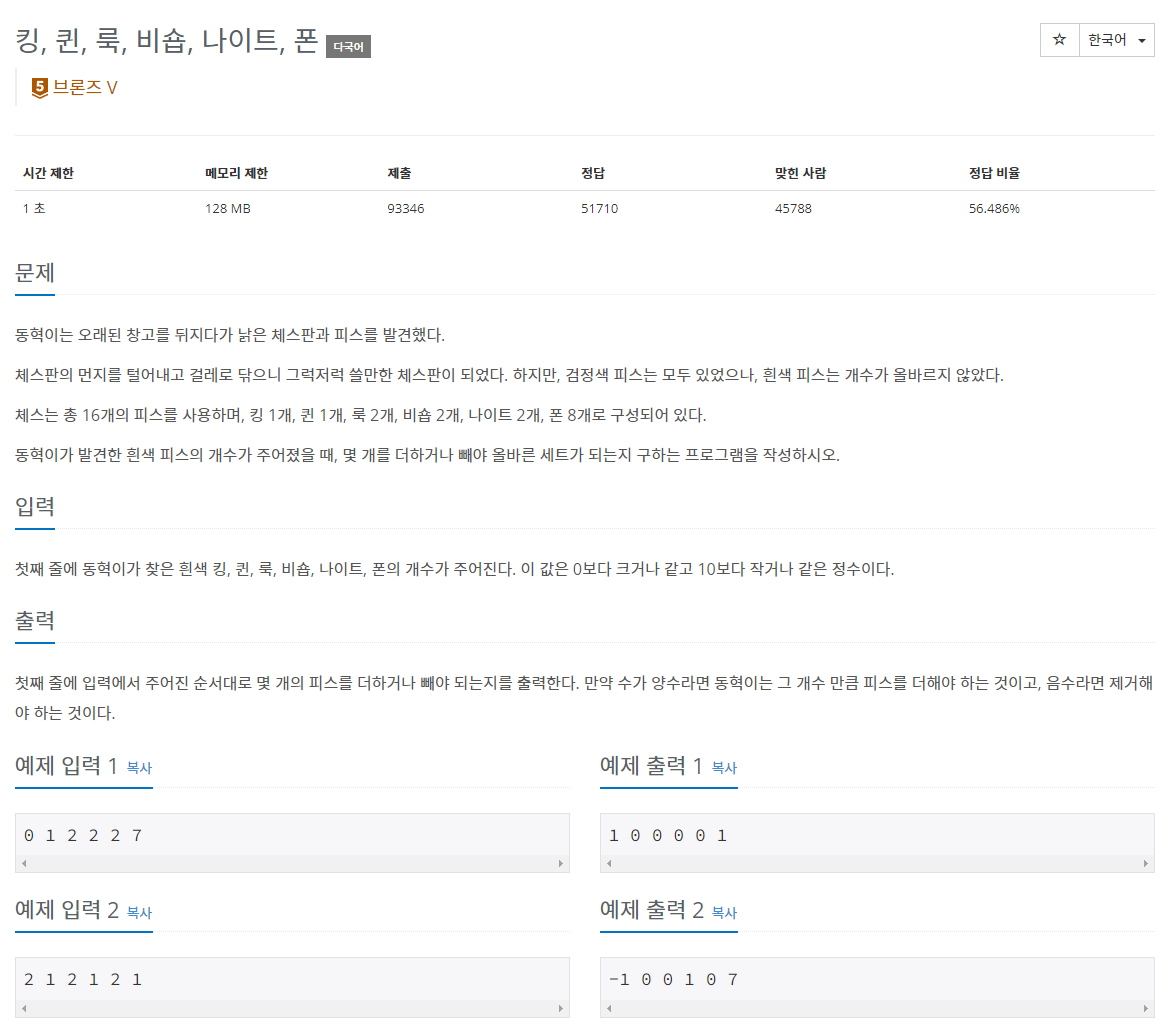 킹, 퀸, 룩, 비숍, 나이트, 폰 다국어
☆ 한국어
5 브론즈 V
시간 제한 메모리 제한 제출 정답 맞힌 사람 정답 비율
1 초 128 MB 93346 51710 45788 56.486%
문제
동혁이는 오래된 창고를 뒤지다가 낡은 체스판과 피스를 발견했다.
체스판의 먼지를 털어내고 걸레로 닦으니 그럭저럭 쓸만한 체스판이 되었다. 하지만, 검정색 피스는 모두 있었으나, 흰색 피스는 개수가 올바르지 않았다.
체스는 총 16개의 피스를 사용하며, 킹 1개, 퀸 1개, 룩 2개, 비숍 2개, 나이트 2개, 폰 8개로 구성되어 있다.
동혁이가 발견한 흰색 피스의 개수가 주어졌을 때, 몇 개를 더하거나 빼야 올바른 세트가 되는지 구하는 프로그램을 작성하시오.
입력
첫째 줄에 동혁이가 찾은 흰색 킹, 퀸, 룩, 비숍, 나이트, 폰의 개수가 주어진다. 이 값은 0보다 크거나 같고 10보다 작거나 같은 정수이다.
출력
첫째 줄에 입력에서 주어진 순서대로 몇 개의 피스를 더하거나 빼야 되는지를 출력한다. 만약 수가 양수라면 동혁이는 그 개수 만큼 피스를 더해야 하는 것이고, 음수라면 제거해
야 하는 것이다.
예제 입력 1 복사
0 1 2 2 2 7
예제 출력 1 복사
1 0 0 0 0 1
예제 입력 2 복사
2 1 2 1 2 1
예제 출력 2 복사
-1 0 0 1 0 7